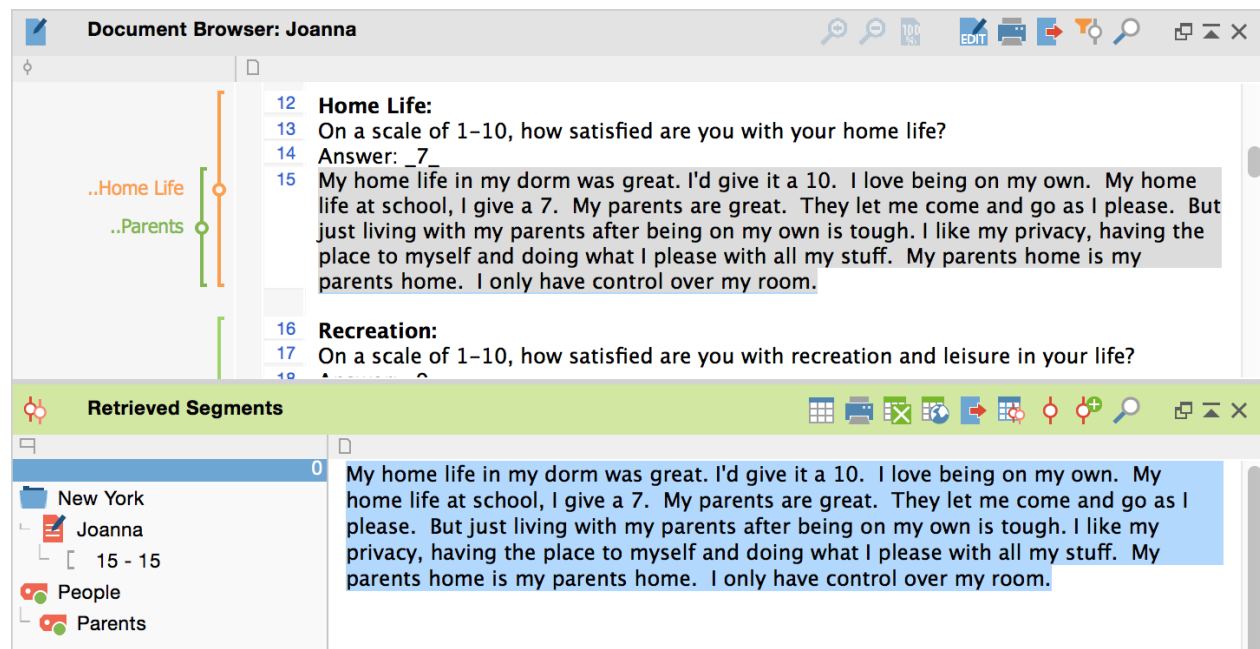 Document Browser: Joanna
100
%
EDIT
12 Home Life:
13 On a scale of 1–10, how satisfied are you with your home life?
14 Answer: _7_
..Home Life
..Parents
15 My home life in my dorm was great. I'd give it a 10.  I love being on my own.  My home
life at school, I give a 7.  My parents are great.  They let me come and go as I please.  But
just living with my parents after being on my own is tough. I like my privacy, having the
place to myself and doing what I please with all my stuff.  My parents home is my
parents home.  I only have control over my room.
16 Recreation:
17 On a scale of 1–10, how satisfied are you with recreation and leisure in your life?
18
Retrieved Segments
0
New York
Joanna
15 - 15
People
Parents
My home life in my dorm was great. I'd give it a 10.  I love being on my own.  My
home life at school, I give a 7.  My parents are great.  They let me come and go as I
please.  But just living with my parents after being on my own is tough. I like my
privacy, having the place to myself and doing what I please with all my stuff.  My
parents home is my parents home.  I only have control over my room.